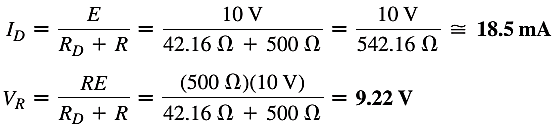 I_D = E / (R_D + R) = 10 V / (42.16 Ω + 500 Ω) = 10 V / 542.16 Ω ≅ 18.5 mA
V_R = RE / (R_D + R) = (500 Ω)(10 V) / (42.16 Ω + 500 Ω) = 9.22 V